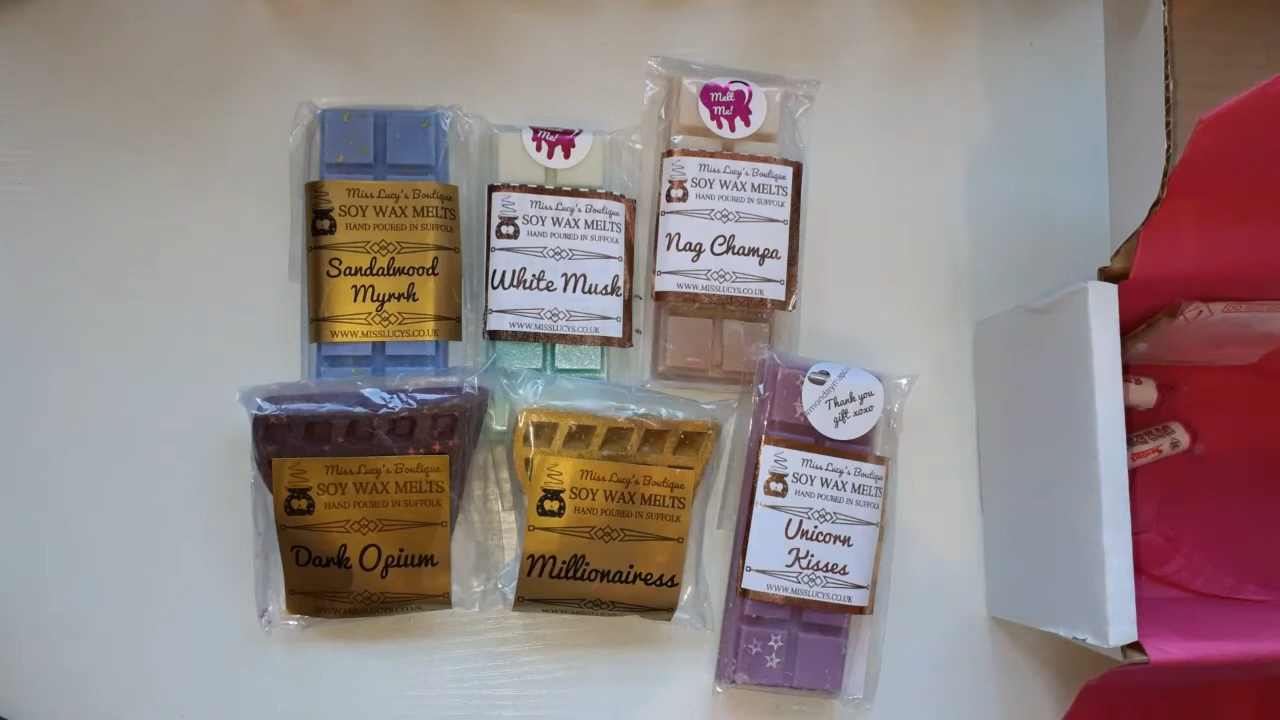 Miss Lucy's Boutique
SOY WAX MELTS
HAND POURED IN SUFFOLK
Sandalwood
Myrrh
WWW.MISSLUCYS.CO.UK
Me!
Miss Lucy's Boutique
SOY WAX MELTS
HAND POURED IN SUFFOLK
White Musk
WWW.MISSLUCYS.CO.UK
Melt
Me!
Miss Lucy's Boutique
SOY WAX MELTS
HAND POURED IN SUFFOLK
Nag Champa
WWW.MISSLUCYS.CO.UK
Miss Lucy's Boutique
SOY WAX MELTS
HAND POURED IN SUFFOLK
Dark Opium
WWW.MISSLUCYS.CO.UK
Miss Lucy's Boutique
SOY WAX MELTS
HAND POURED IN SUFFOLK
Millionairess
Thank you
gift xoxo
Miss Lucy's Boutique
SOY WAX MELTS
HAND POURED IN SUFFOLK
Unicorn
Kisses
WWW.MISSLUCYS.CO.UK